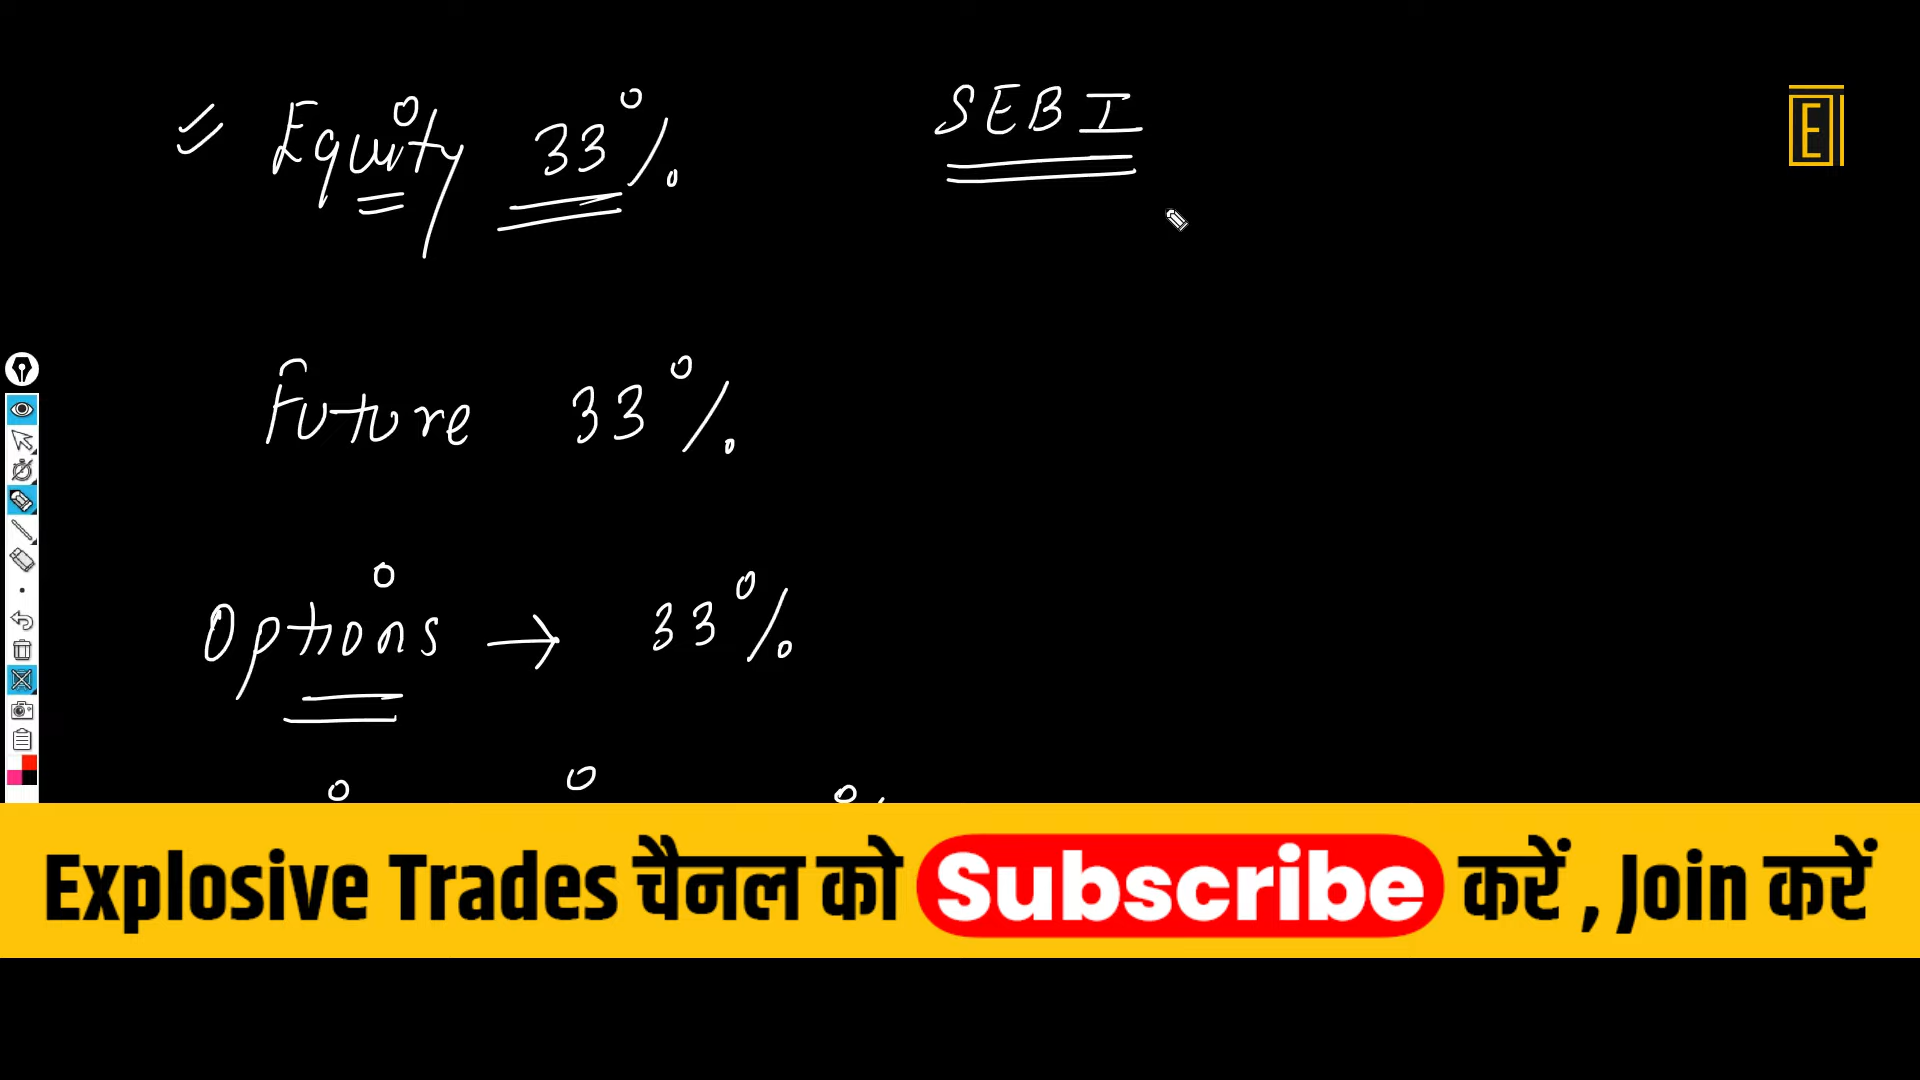 Equity 33%
SEBI
Future 33%
Options → 33%
Explosive Trades चैनल को Subscribe करें , Join करें
E